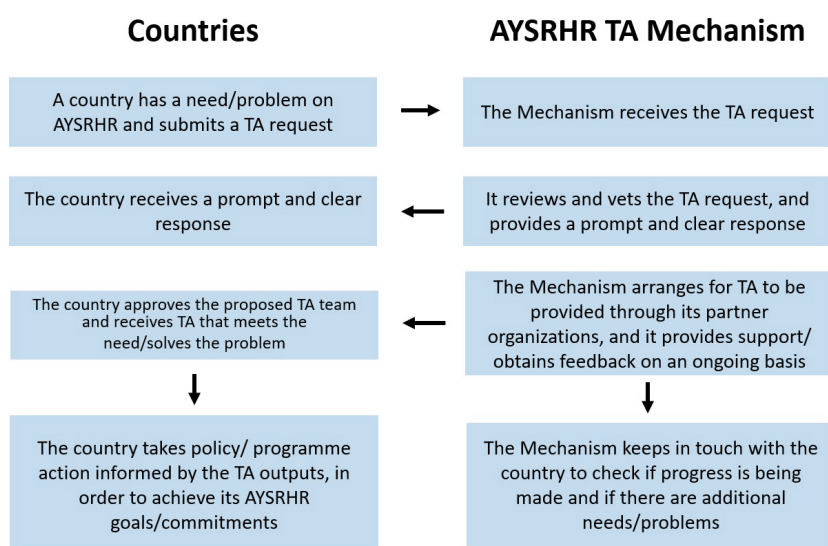 Countries
AYSRHR TA Mechanism
A country has a need/problem on
AYSRHR and submits a TA request
The Mechanism receives the TA request
The country receives a prompt and clear
response
It reviews and vets the TA request, and
provides a prompt and clear response
The country approves the proposed TA team
and receives TA that meets the
need/solves the problem
The Mechanism arranges for TA to be
provided through its partner
organizations, and it provides support/
obtains feedback on an ongoing basis
The country takes policy/ programme
action informed by the TA outputs, in
order to achieve its AYSRHR
goals/commitments
The Mechanism keeps in touch with the
country to check if progress is being
made and if there are additional
needs/problems